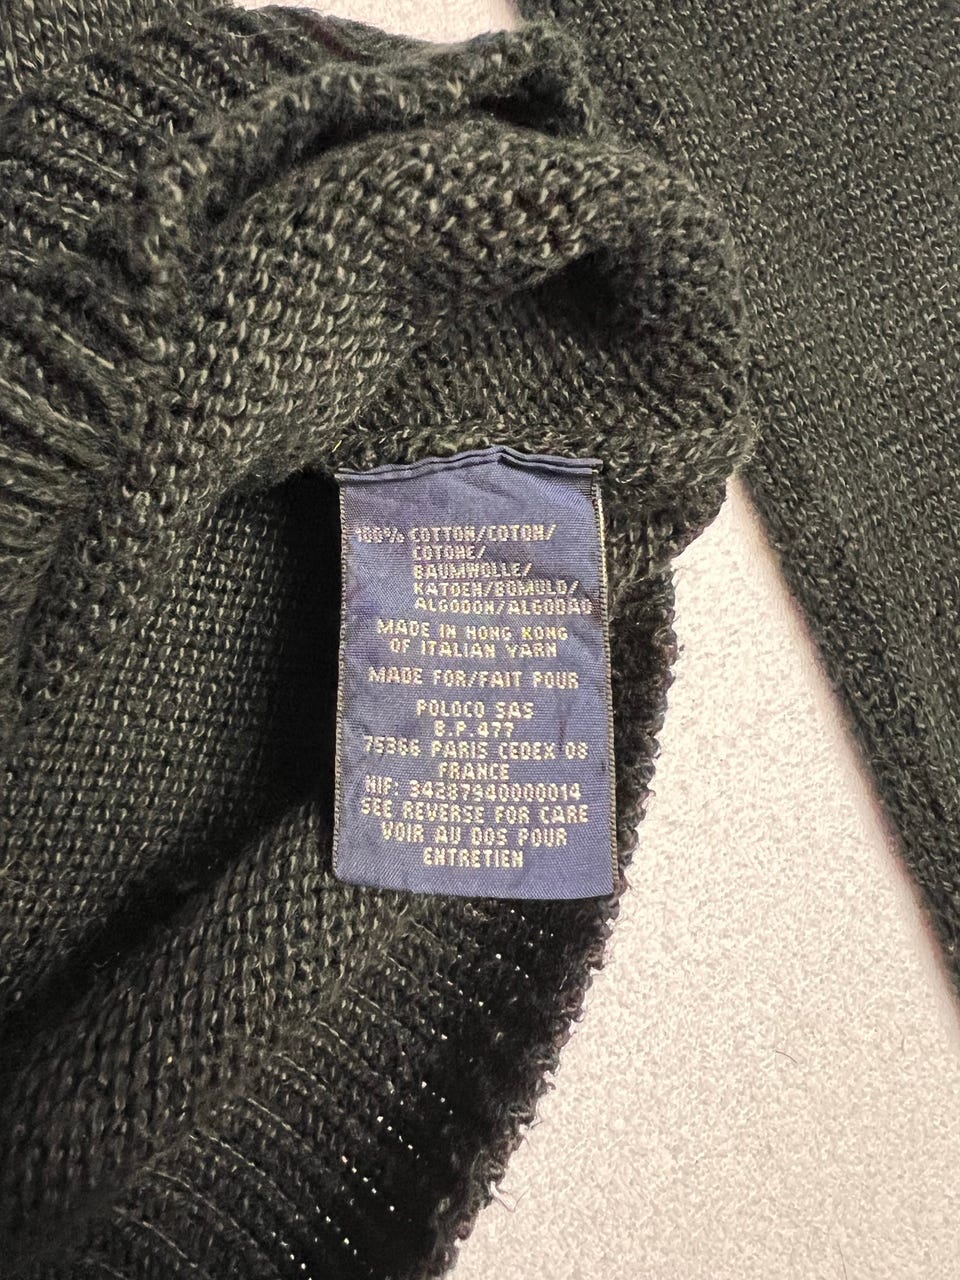 100% COTTON/COTON/
COTONE/
BAUMWOLLE/
KATOEN/BOMULD/
ALGODON/ALGODAO
MADE IN HONG KONG
OF ITALIAN YARN
MADE FOR/FAIT POUR
POLOCO SAS
B.P.477
75366 PARIS CEDEX 08
FRANCE
NIF: 34287940000014
SEE REVERSE FOR CARE
VOIR AU DOS POUR
ENTRETIEN